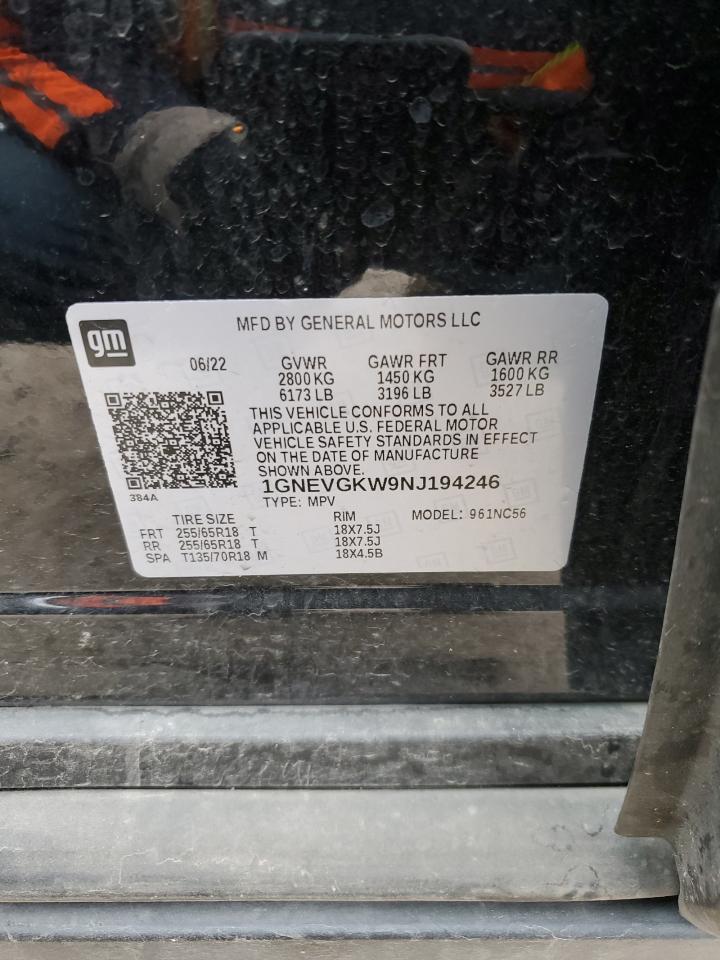 gm
MFD BY GENERAL MOTORS LLC
06/22 GVWR GAWR FRT GAWR RR
2800 KG 1450 KG 1600 KG
6173 LB 3196 LB 3527 LB
THIS VEHICLE CONFORMS TO ALL
APPLICABLE U.S. FEDERAL MOTOR
VEHICLE SAFETY STANDARDS IN EFFECT
ON THE DATE OF MANUFACTURE
SHOWN ABOVE.
384A
1GNEVGKW9NJ194246
TYPE: MPV
TIRE SIZE RIM MODEL: 961NC56
FRT 255/65R18 T 18X7.5J
RR 255/65R18 T 18X7.5J
SPA T135/70R18 M 18X4.5B